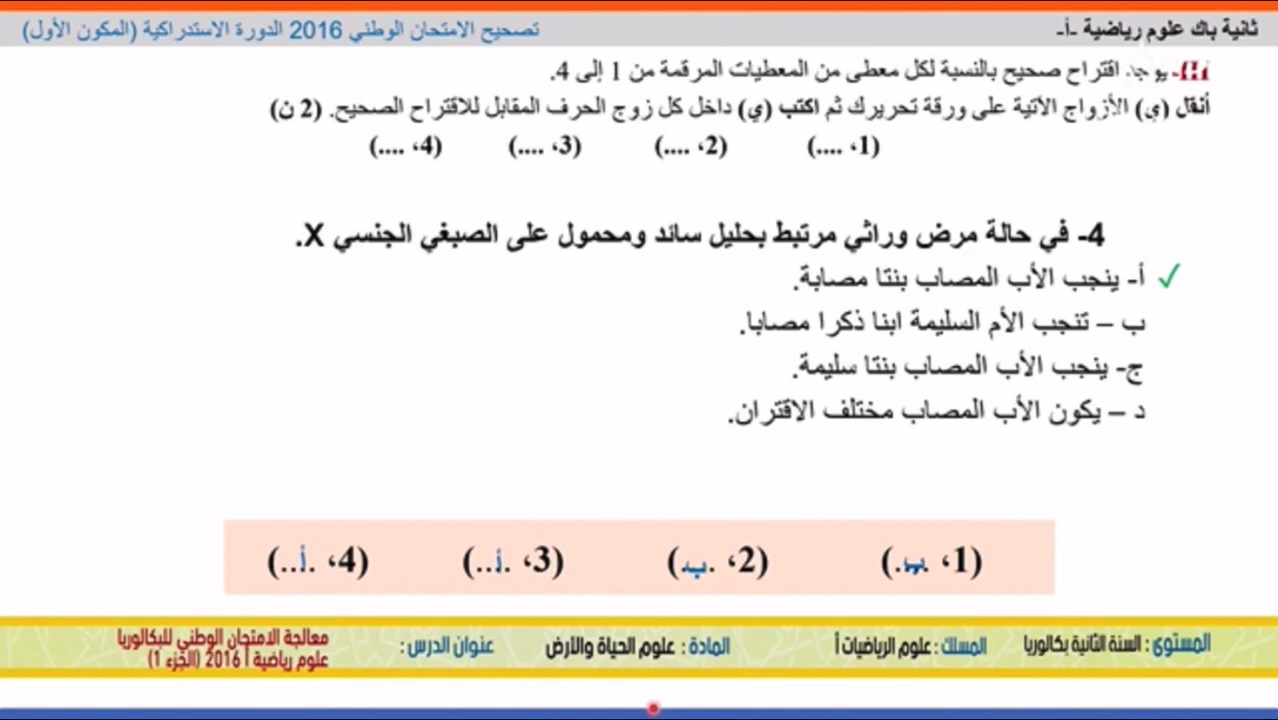 ثانية باك علوم رياضية -أ-
تصحيح الامتحان الوطني 2016 الدورة الاستدراكية (المكون الأول)
اقتراح صحيح بالنسبة لكل معطى من المعطيات المرقمة من 1 إلى 4.
أنقل (ي) الأزواج الآتية على ورقة تحريرك ثم اكتب (ي) داخل كل زوج الحرف المقابل للاقتراح الصحيح. (2 ن)
(1، ....) (2، ....) (3، ....) (4، ....)
4- في حالة مرض وراثي مرتبط بحليل سائد ومحمول على الصبغي الجنسي X.
✓ أ- ينجب الأب المصاب بنتا مصابة.
ب – تنجب الأم السليمة ابنا ذكرا مصابا.
ج- ينجب الأب المصاب بنتا سليمة.
د – يكون الأب المصاب مختلف الاقتران.
(1، .ب.) (2، .ب.) (3، .أ..) (4، .أ..)
المستوى : السنة الثانية بكالوريا
المسلك : علوم الرياضيات أ
المادة : علوم الحياة والأرض
عنوان الدرس :
معالجة الامتحان الوطني للبكالوريا
علوم رياضية أ 2016 (الجزء 1)